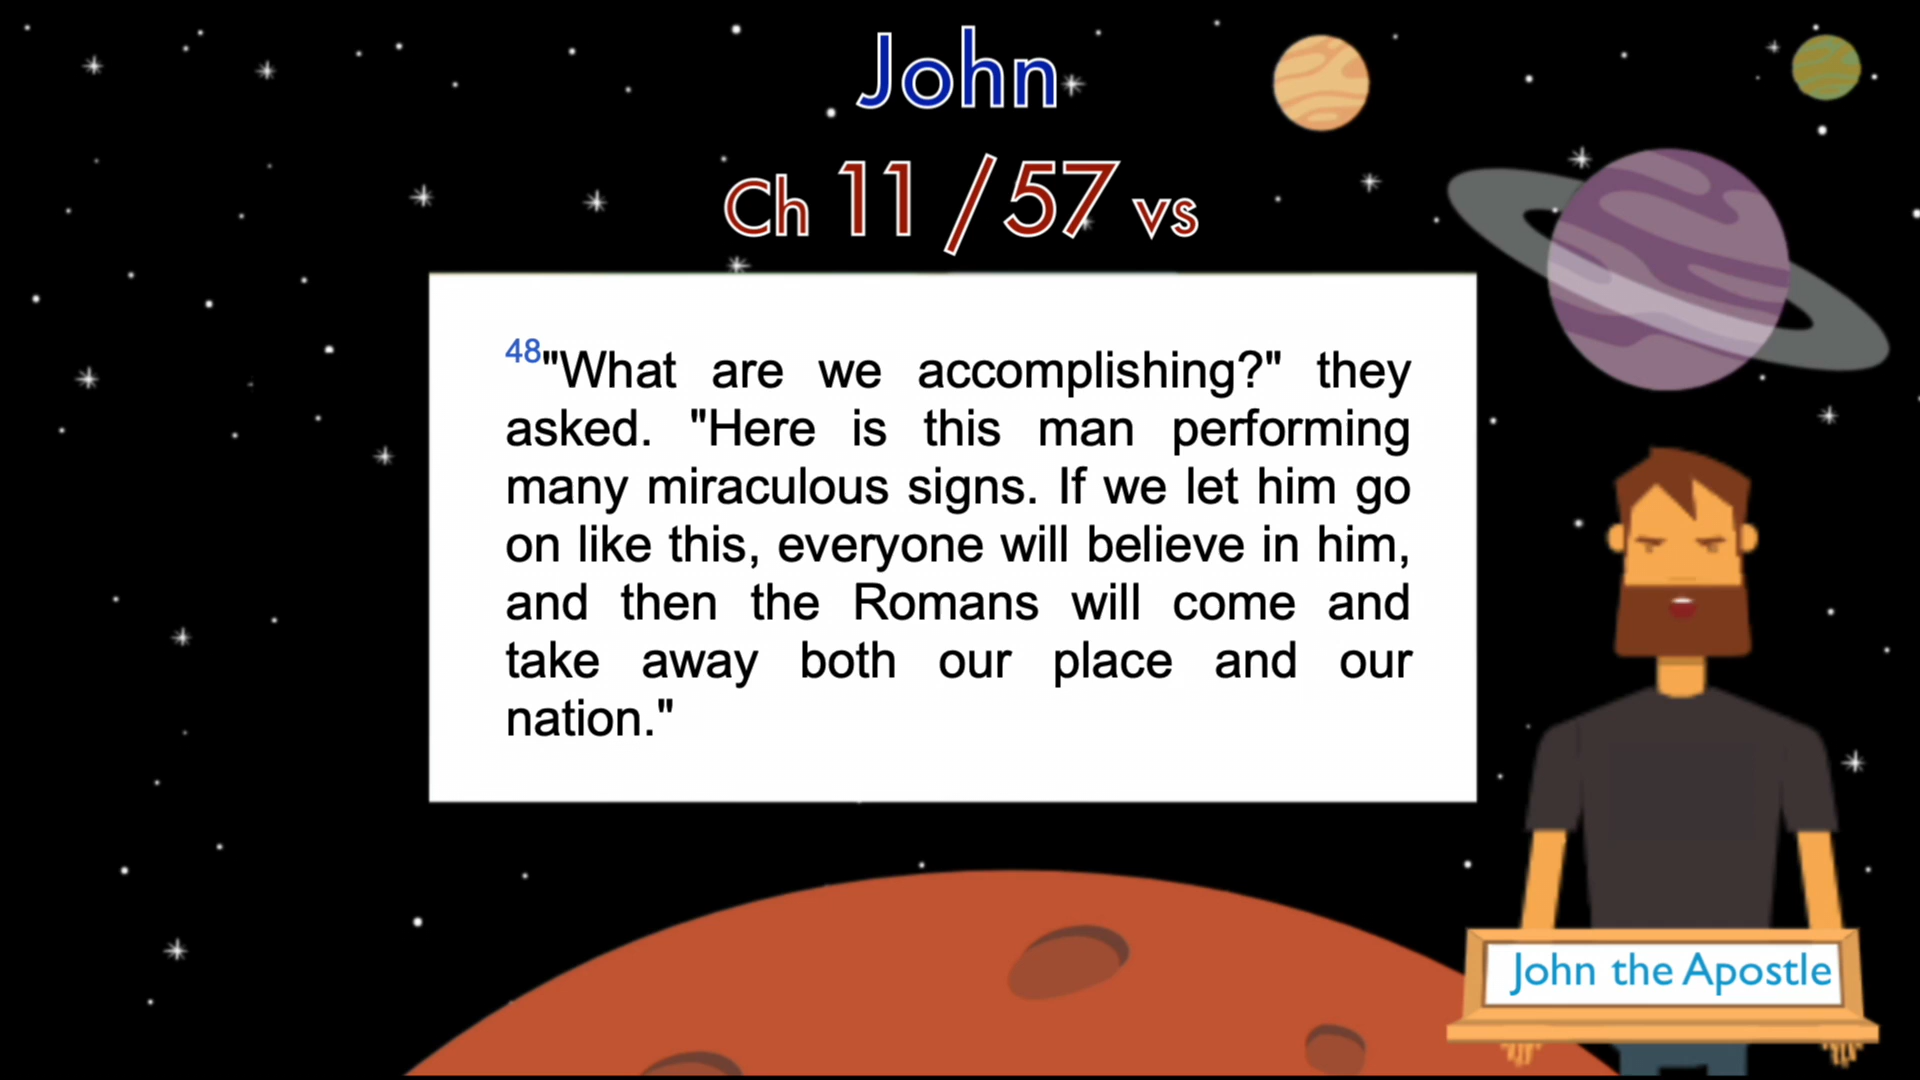 John
Ch 11 / 57 vs
48"What are we accomplishing?" they
asked. "Here is this man performing
many miraculous signs. If we let him go
on like this, everyone will believe in him,
and then the Romans will come and
take away both our place and our
nation."
John the Apostle